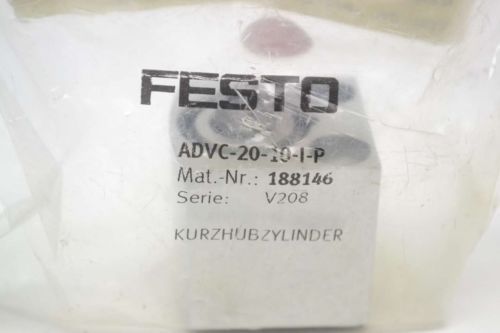 FESTO
ADVC-20-10-I-P
Mat.-Nr.: 188146
Serie: V208
KURZHUBZYLINDER